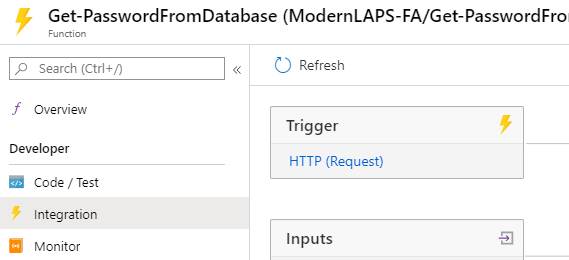 Get-PasswordFromDatabase (ModernLAPS-FA/Get-PasswordFro
Function
Search (Ctrl+/)
«
Refresh
Overview
Developer
Code / Test
Integration
Monitor
Trigger
HTTP (Request)
Inputs